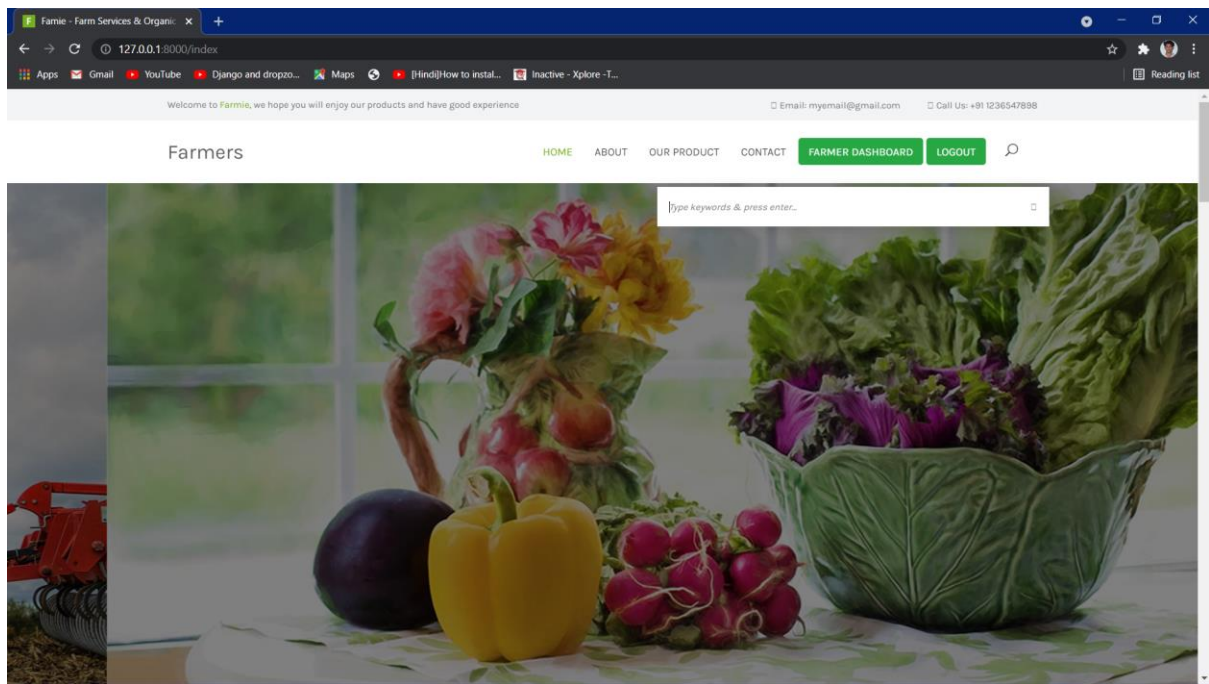 Famie - Farm Services & Organic
127.0.0.1:8000/index
Apps Gmail YouTube Django and dropzo... Maps [Hindi]How to instal... Inactive - Xplore -T... Reading list
Welcome to Farmie, we hope you will enjoy our products and have good experience Email: myemail@gmail.com Call Us: +91 1236547898
Farmers HOME ABOUT OUR PRODUCT CONTACT FARMER DASHBOARD LOGOUT
Type keywords & press enter...